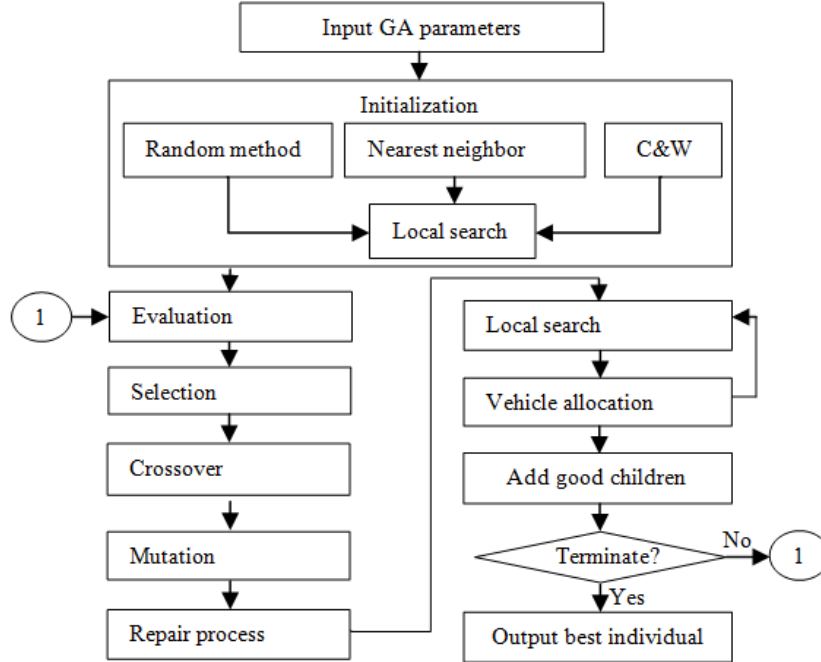 Input GA parameters
Initialization
Random method
Nearest neighbor
C&W
Local search
1
Evaluation
Selection
Crossover
Mutation
Repair process
Local search
Vehicle allocation
Add good children
Terminate?
No
1
Yes
Output best individual